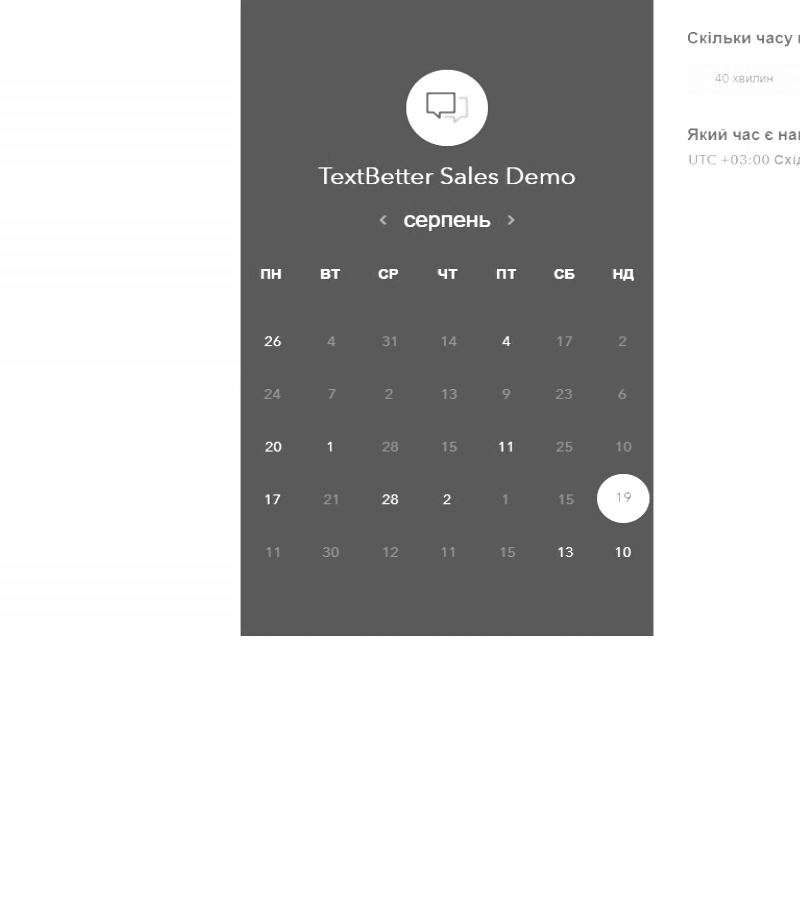 TextBetter Sales Demo
серпень
ПН ВТ СР ЧТ ПТ СБ НД
26 4 31 14 4 17 2
24 7 2 13 9 23 6
20 1 28 15 11 25 10
17 21 28 2 1 15 19
11 30 12 11 15 13 10
Скільки часу
40 хвилин
Який час є на
UTC +03:00 Схід